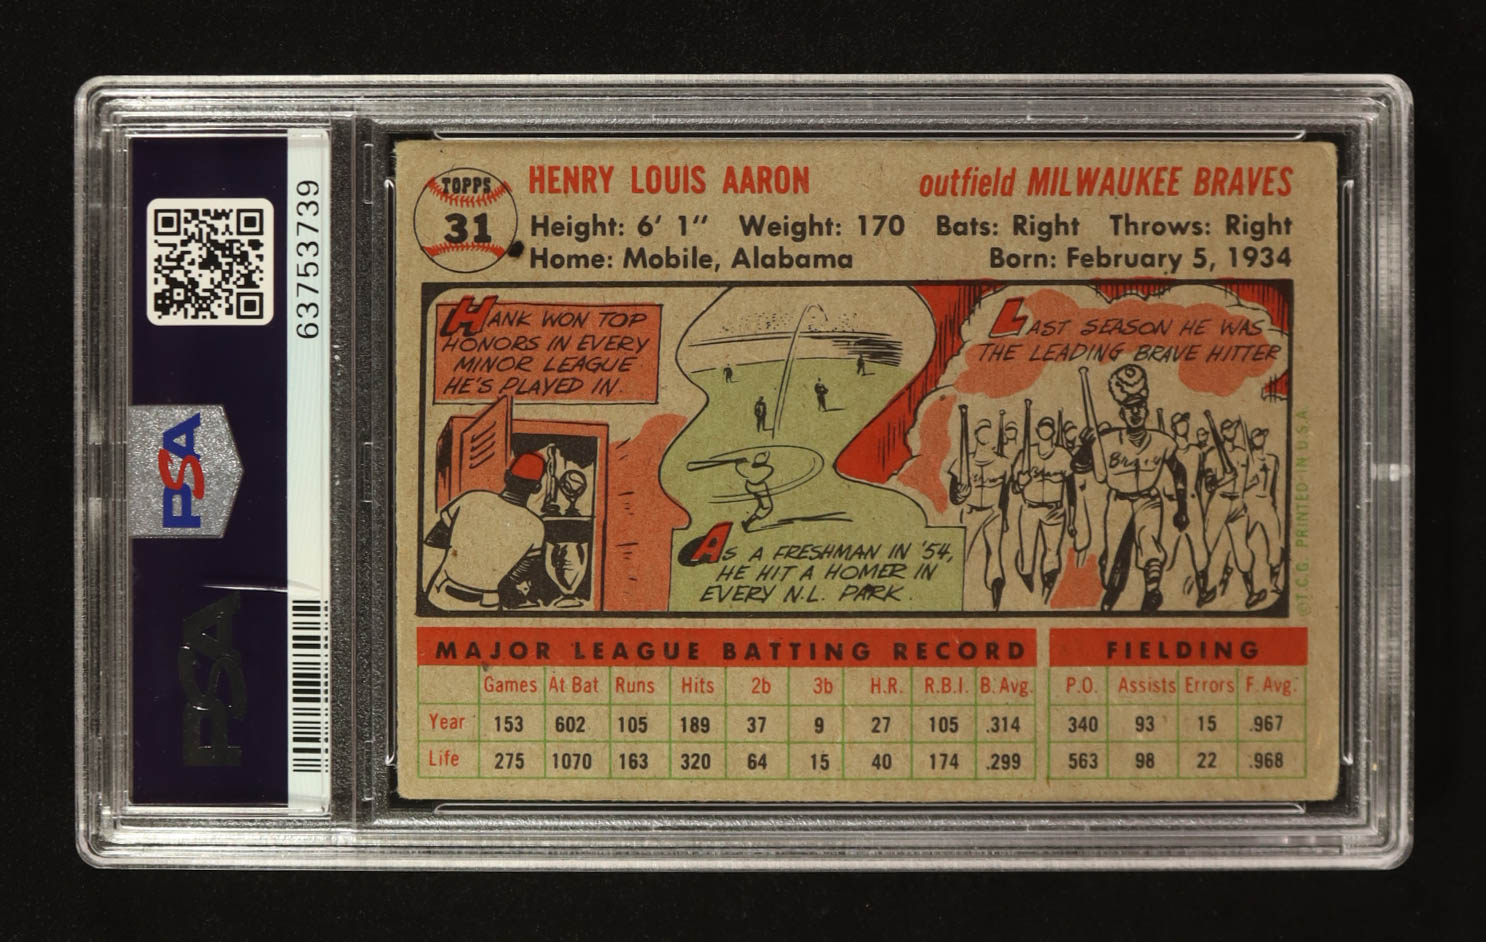 63753739
PSA
PSA
TOPPS
31
HENRY LOUIS AARON
outfield MILWAUKEE BRAVES
Height: 6' 1" Weight: 170 Bats: Right Throws: Right
Home: Mobile, Alabama Born: February 5, 1934
HANK WON TOP
HONORS IN EVERY
MINOR LEAGUE
HE'S PLAYED IN.
AS A FRESHMAN IN '54,
HE HIT A HOMER IN
EVERY N.L. PARK.
LAST SEASON HE WAS
THE LEADING BRAVE HITTER
©T.C.G. PRINTED IN U.S.A.
MAJOR LEAGUE BATTING RECORD FIELDING
Games At Bat Runs Hits 2b 3b H.R. R.B.I. B. Avg. P.O. Assists Errors F. Avg.
Year 153 602 105 189 37 9 27 105 .314 340 93 15 .967
Life 275 1070 163 320 64 15 40 174 .299 563 98 22 .968